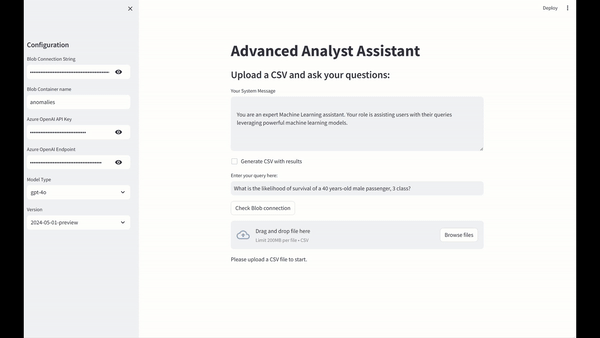 Deploy
Configuration
Blob Connection String
Blob Container name
anomalies
Azure OpenAI API Key
Azure OpenAI Endpoint
Model Type
gpt-4o
Version
2024-05-01-preview
Advanced Analyst Assistant
Upload a CSV and ask your questions:
Your System Message
You are an expert Machine Learning assistant. Your role is assisting users with their queries
leveraging powerful machine learning models.
Generate CSV with results
Enter your query here:
What is the likelihood of survival of a 40 years-old male passenger, 3 class?
Check Blob connection
Drag and drop file here
Limit 200MB per file • CSV
Browse files
Please upload a CSV file to start.